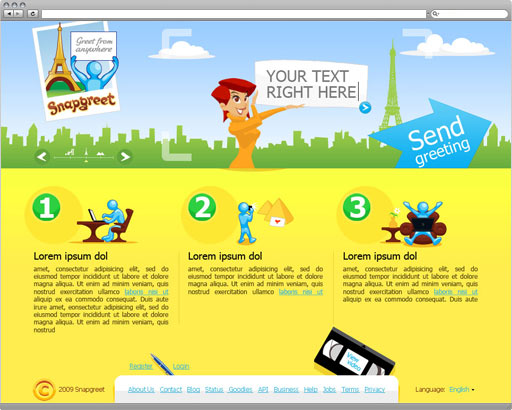 Greet from
anywhere
Snapgreet
YOUR TEXT
RIGHT HERE
Send
greeting
1
Lorem ipsum dol
amet, consectetur adipisicing elit, sed do
eiusmod tempor incididunt ut labore et dolore
magna aliqua. Ut enim ad minim veniam, quis
nostrud exercitation ullamco laboris nisi ut
aliquip ex ea commodo consequat. Duis aute
irure amet, consectetur adipisicing elit, sed do
eiusmod tempor incididunt ut labore et dolore
magna aliqua. Ut enim ad minim veniam, quis
nostrud
2
Lorem ipsum dol
amet, consectetur adipisicing elit, sed do
eiusmod tempor incididunt ut labore et dolore
magna aliqua. Ut enim ad minim veniam, quis
nostrud exercitation ullamco laboris nisi ut
3
Lorem ipsum dol
amet, consectetur adipisicing elit, sed do
eiusmod tempor incididunt ut labore et dolore
magna aliqua. Ut enim ad minim veniam, quis
nostrud exercitation ullamco laboris nisi ut
aliquip ex ea commodo consequat. Duis aute
Register Login
View
video
© 2009 Snapgreet
About Us Contact Blog Status Goodies API Business Help Jobs Terms Privacy
Language: English